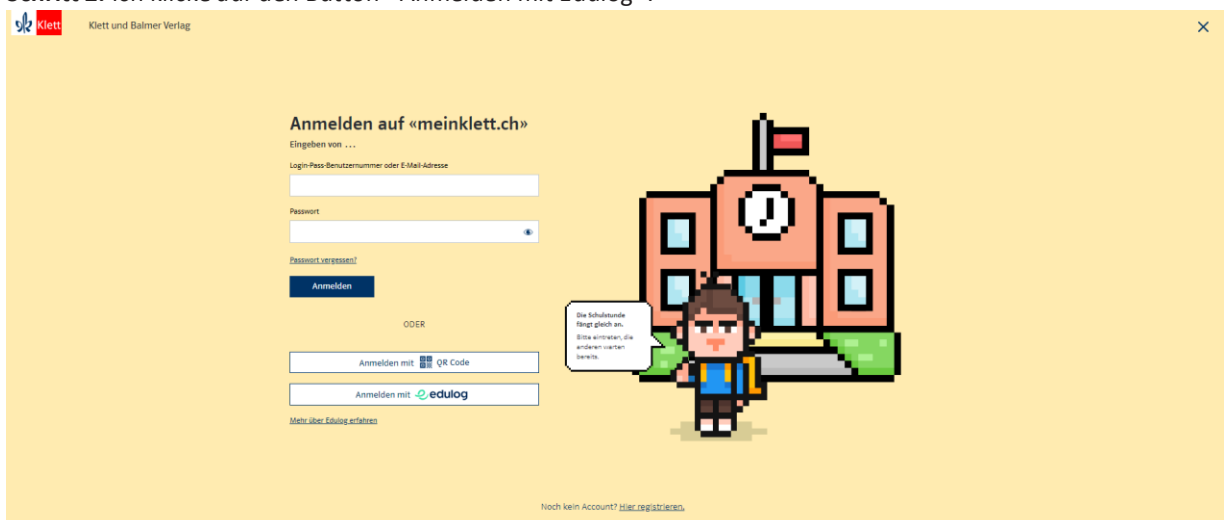 Klett Klett und Balmer Verlag
Anmelden auf «meinklett.ch»
Eingeben von ...
Login-Pass-Benutzernummer oder E-Mail-Adresse
Passwort
Passwort vergessen?
Anmelden
ODER
Anmelden mit QR Code
Anmelden mit edulog
Mehr über Edulog erfahren
Die Schulstunde
fängt gleich an.
Bitte eintreten, die
anderen warten
bereits.
Noch kein Account? Hier registrieren.